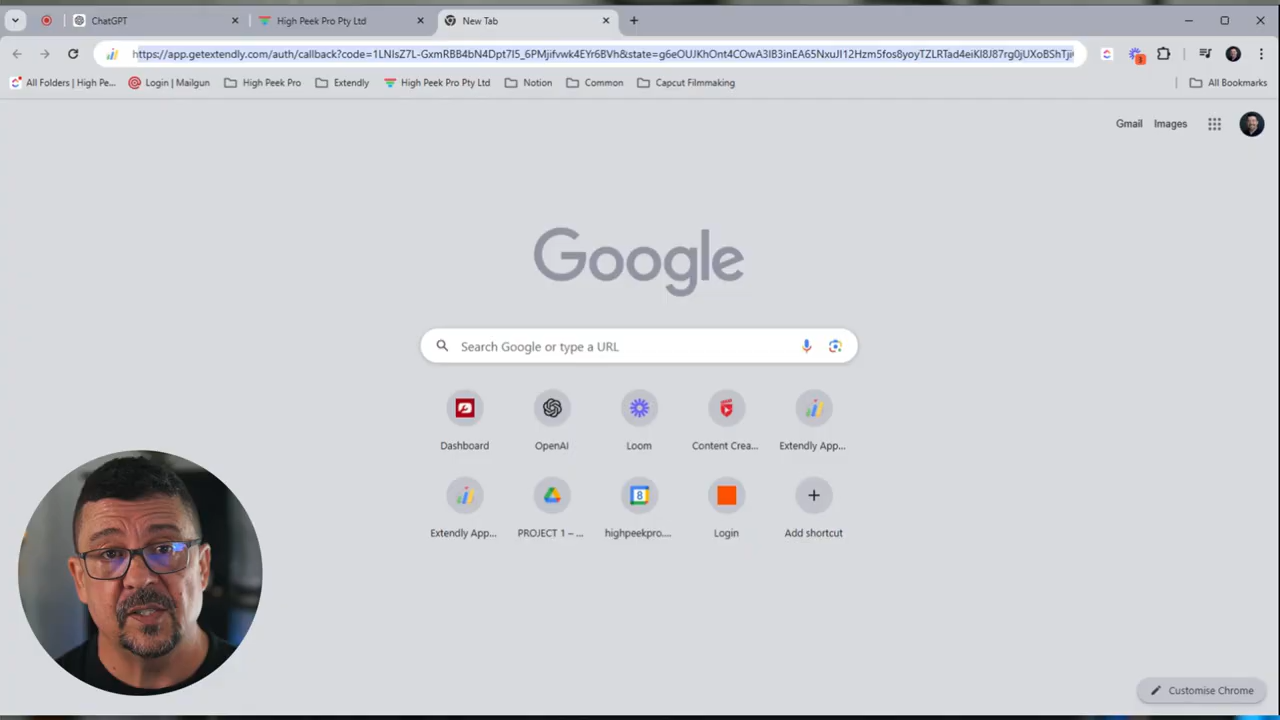 ChatGPT
High Peek Pro Pty Ltd
New Tab
https://app.getextendly.com/auth/callback?code=1LNIsZ7L-GxmRBB4bN4Dpt7I5_6PMjifvwk4EYr6BVh&state=g6eOUJKhOnt4COwA3IB3inEA65NxuJI12Hzm5fos8yoyTZLRTad4eiKI8J87rg0jUXoBShTji
All Folders | High Pe...
Login | Mailgun
High Peek Pro
Extendly
High Peek Pro Pty Ltd
Notion
Common
Capcut Filmmaking
All Bookmarks
Gmail
Images
Google
Search Google or type a URL
Dashboard
OpenAI
Loom
Content Crea...
Extendly App...
Extendly App...
PROJECT 1 – ...
8
highpeekpro....
Login
Add shortcut
Customise Chrome